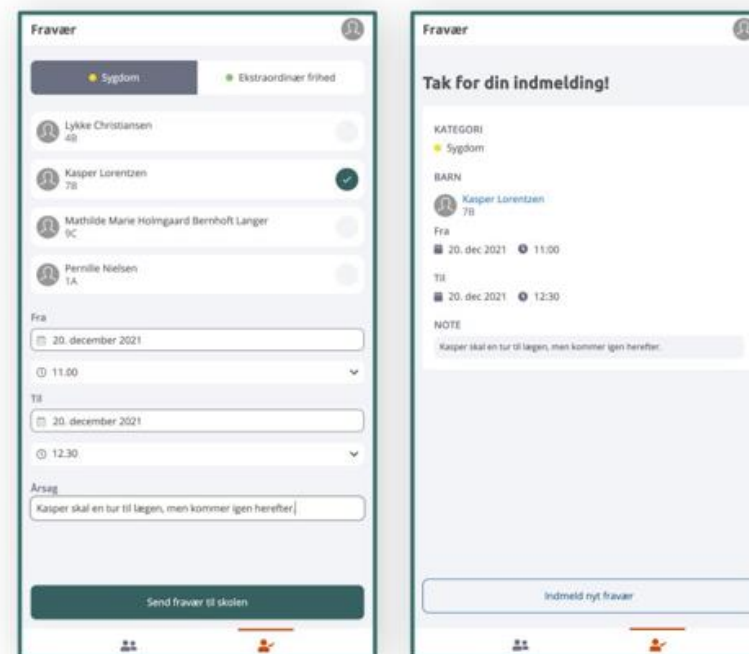 Fravær
Sygdom
Ekstraordinær frihed
Lykke Christiansen
4B
Kasper Lorentzen
7B
Mathilde Marie Holmgaard Bernhoft Langer
9C
Pernille Nielsen
1A
Fra
20. december 2021
11.00
Til
20. december 2021
12.30
Årsag
Kasper skal en tur til lægen, men kommer igen herefter.
Send fravær til skolen
Fravær
Tak for din indmelding!
KATEGORI
Sygdom
BARN
Kasper Lorentzen
7B
Fra
20. dec 2021 11:00
Til
20. dec 2021 12:30
NOTE
Kasper skal en tur til lægen, men kommer igen herefter.
Indmeld nyt fravær